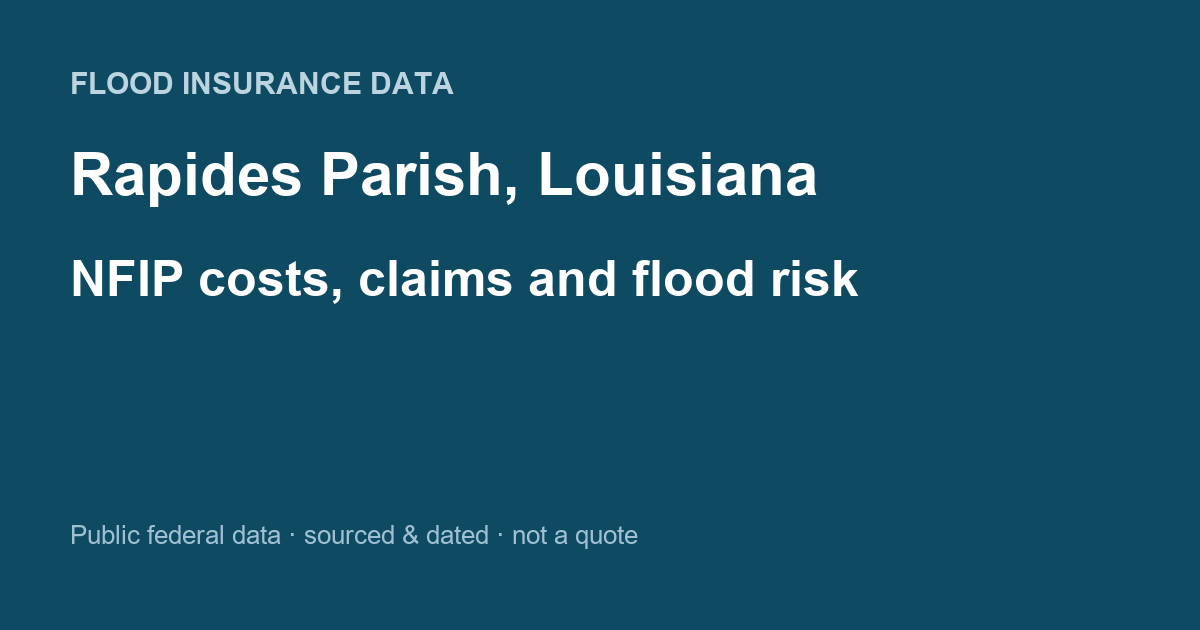 FLOOD INSURANCE DATA
Rapides Parish, Louisiana
NFIP costs, claims and flood risk
Public federal data · sourced & dated · not a quote